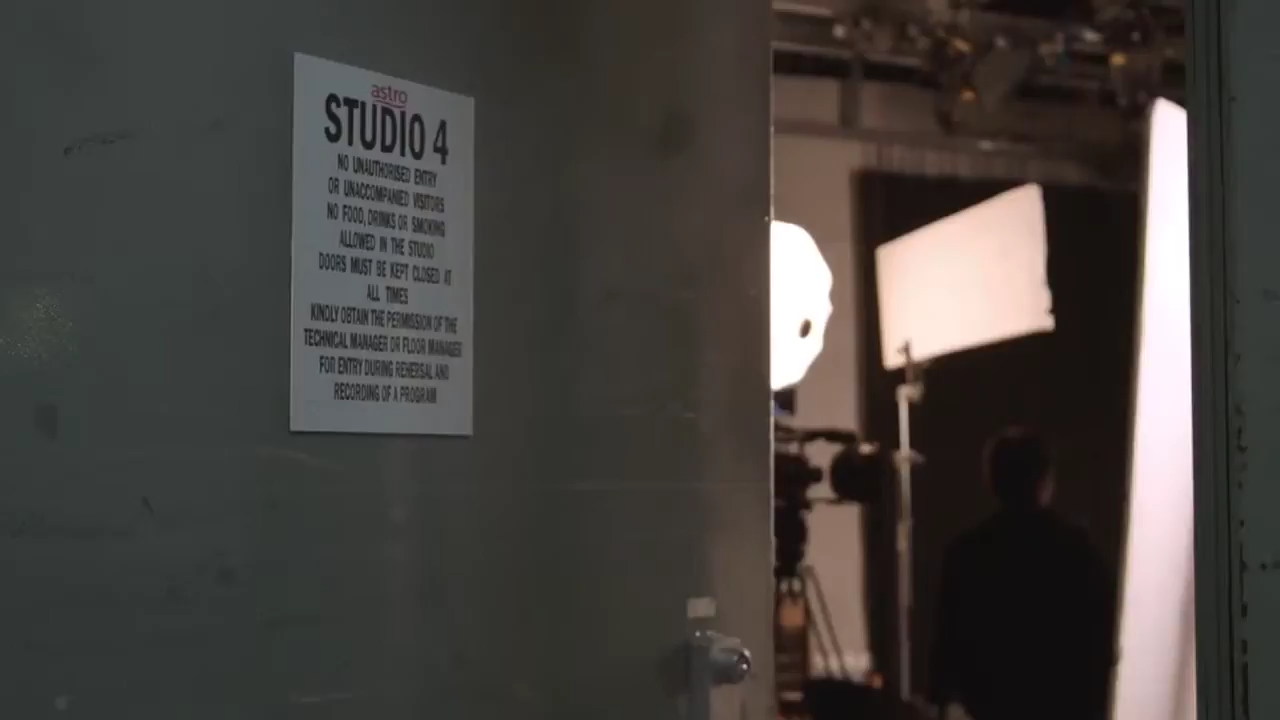 astro
STUDIO 4
NO UNAUTHORISED ENTRY
OR UNACCOMPANIED VISITORS
NO FOOD, DRINKS OR SMOKING
ALLOWED IN THE STUDIO
DOORS MUST BE KEPT CLOSED AT
ALL TIMES
KINDLY OBTAIN THE PERMISSION OF THE
TECHNICAL MANAGER OR FLOOR MANAGER
FOR ENTRY DURING REHERSAL AND
RECORDING OF A PROGRAM